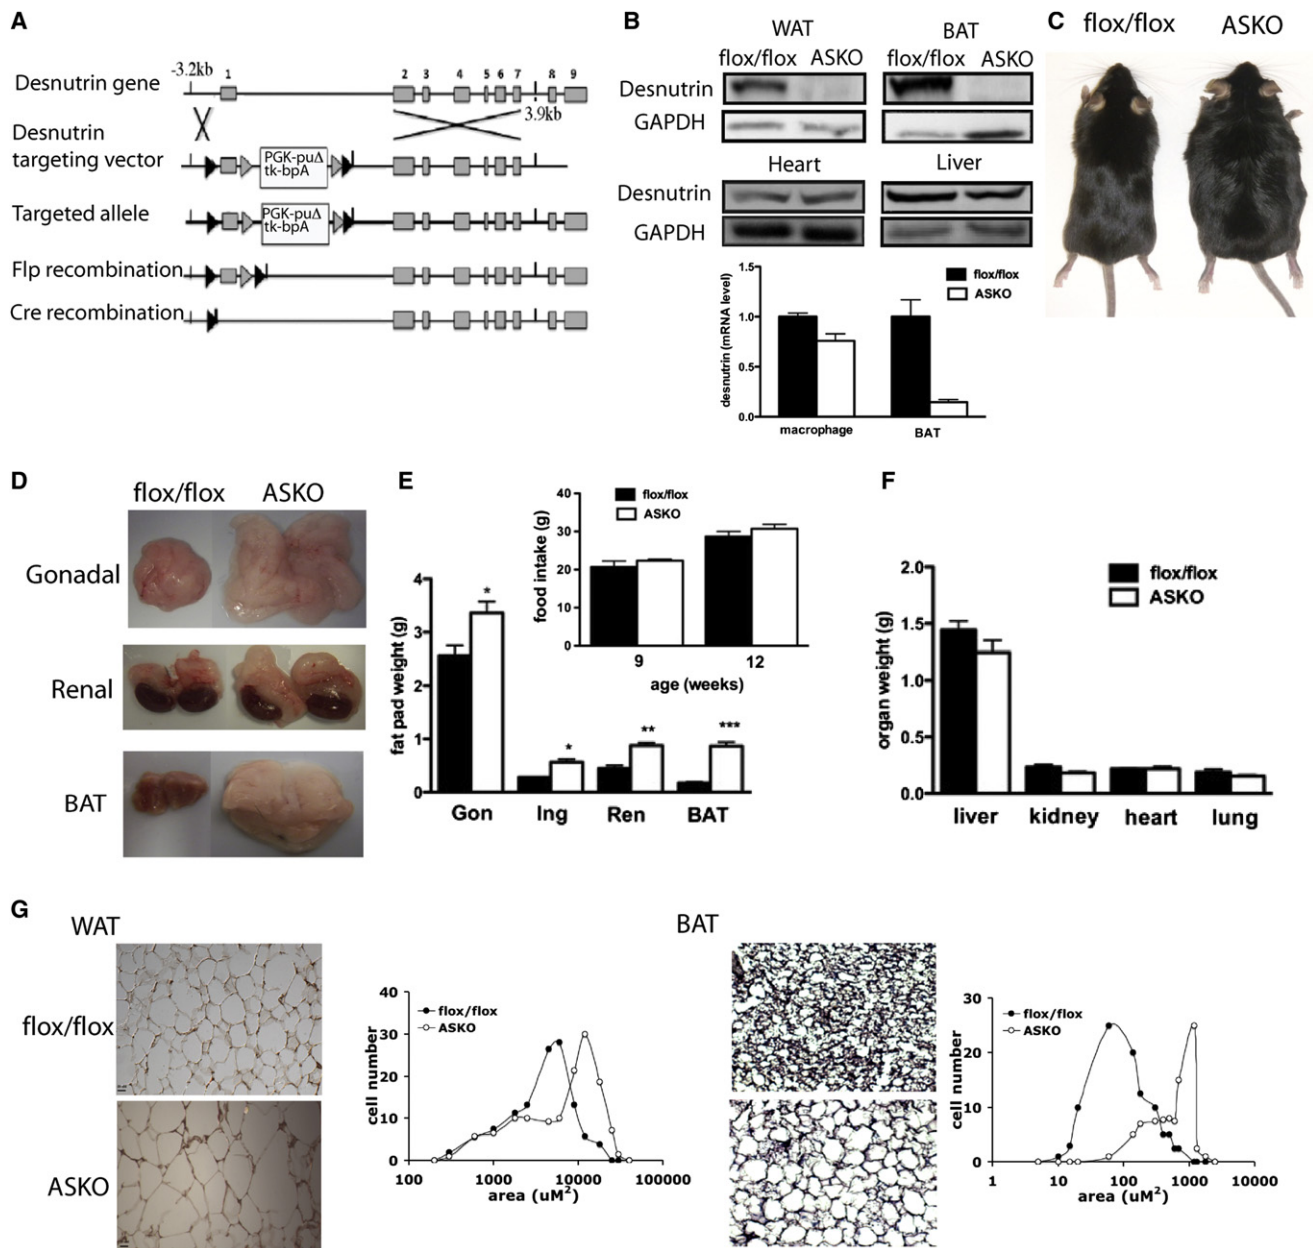 A
-3.2kb
1 2 3 4 5 6 7 8 9
Desnutrin gene
3.9kb
Desnutrin
targeting vector
PGK-puΔ
tk-bpA
Targeted allele
PGK-puΔ
tk-bpA
Flp recombination
Cre recombination
B
WAT BAT
flox/flox ASKO flox/flox ASKO
Desnutrin
GAPDH
Heart Liver
Desnutrin
GAPDH
desnutrin (mRNA level)
1.5
1.0
0.5
0.0
flox/flox
ASKO
macrophage BAT
C
flox/flox ASKO
D
flox/flox ASKO
Gonadal
Renal
BAT
E
fat pad weight (g)
4
3
2
1
0
* * ** ***
Gon Ing Ren BAT
food intake (g)
40
30
20
10
0
flox/flox
ASKO
9 12
age (weeks)
F
organ weight (g)
2.0
1.5
1.0
0.5
0.0
flox/flox
ASKO
liver kidney heart lung
G
WAT
flox/flox
ASKO
cell number
40
30
20
10
0
flox/flox
ASKO
100 1000 10000 100000
area (uM²)
BAT
cell number
30
20
10
0
flox/flox
ASKO
1 10 100 1000 10000
area (uM²)